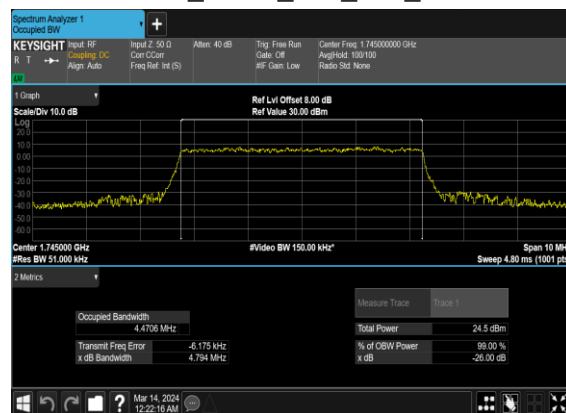 Spectrum Analyzer 1
Occupied BW
KEYSIGHT Input: RF Input Z: 50 Ω Atten: 40 dB Trig: Free Run Center Freq: 1.745000000 GHz
R T Coupling: DC Corr CCorr Gate: Off Avg|Hold: 100/100
Align: Auto Freq Ref: Int (S) #IF Gain: Low Radio Std: None
1 Graph
Ref Lvl Offset 8.00 dB
Scale/Div 10.0 dB Ref Value 30.00 dBm
Log
20.0
10.0
0.00
-10.0
-20.0
-30.0
-40.0
-50.0
-60.0
Center 1.745000 GHz #Video BW 150.00 kHz* Span 10 MH
#Res BW 51.000 kHz Sweep 4.80 ms (1001 pts
2 Metrics
Measure Trace Trace 1
Occupied Bandwidth
4.4706 MHz Total Power 24.5 dBm
Transmit Freq Error -6.175 kHz % of OBW Power 99.00 %
x dB Bandwidth 4.794 MHz x dB -26.00 dB
Mar 14, 2024
12:22:16 AM